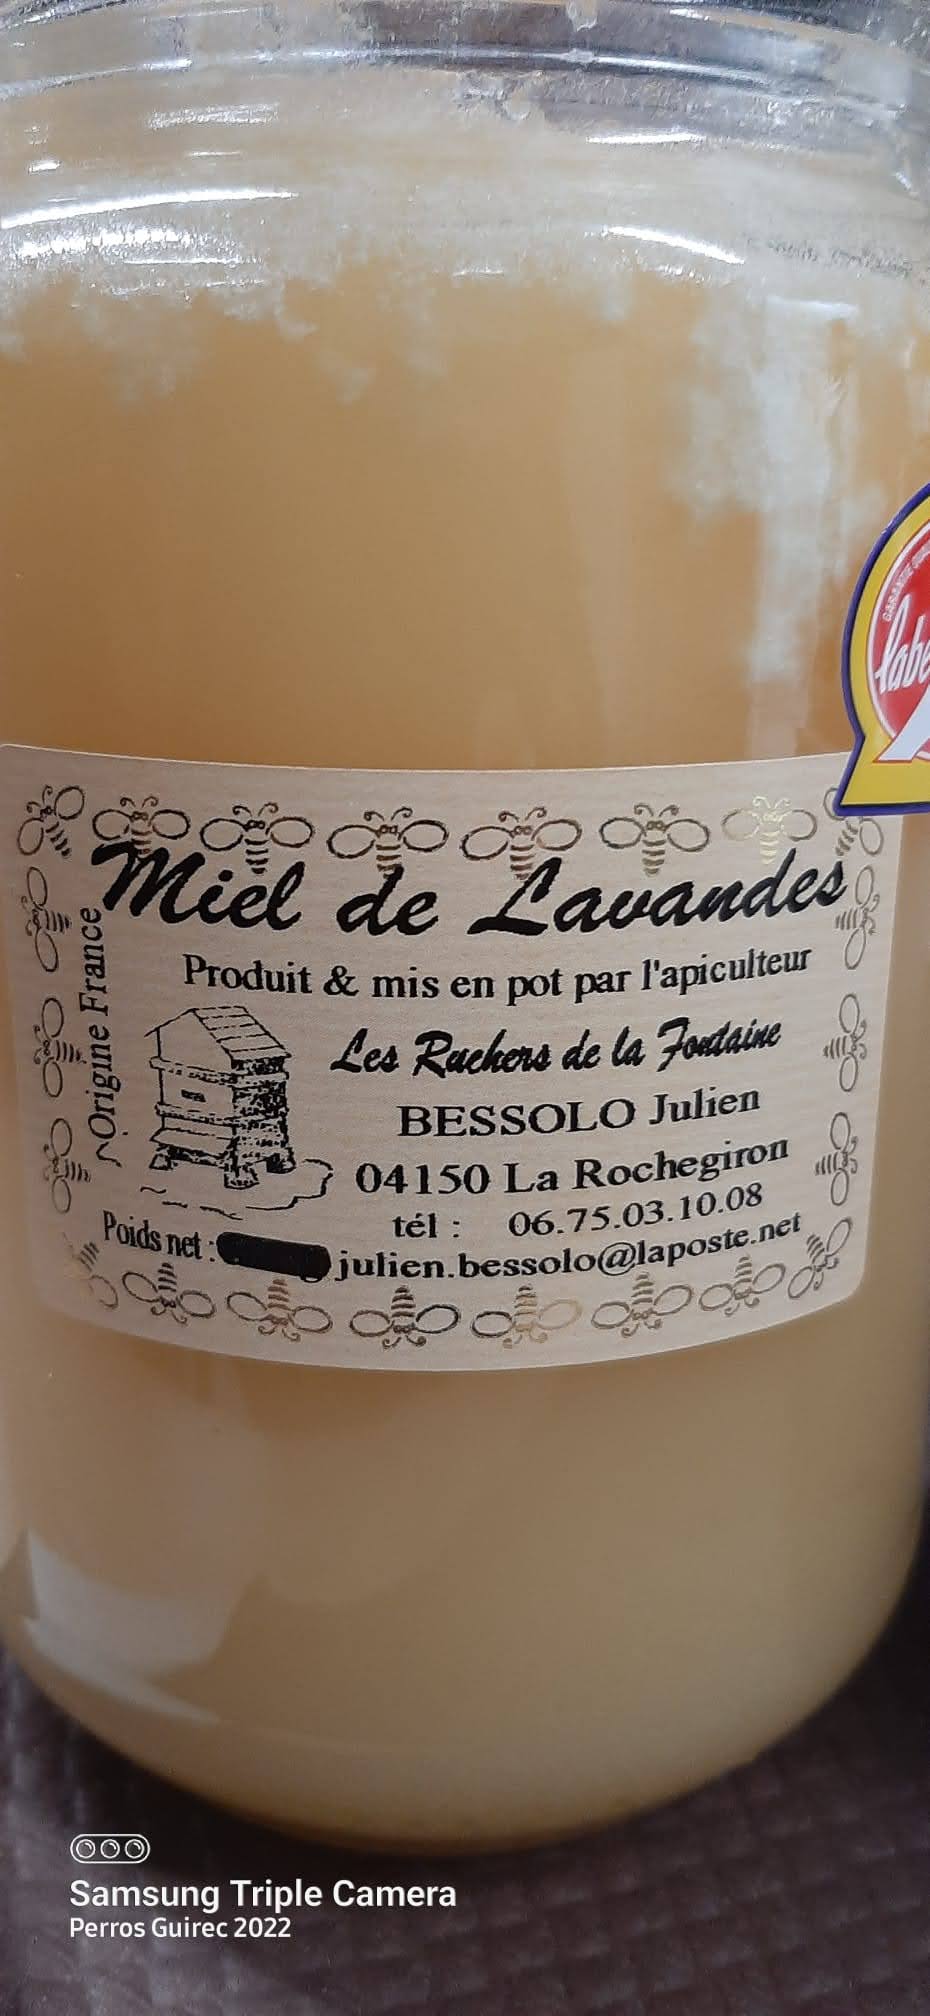 GARANTIE
labe
Miel de Lavandes
Origine France
Produit & mis en pot par l'apiculteur
Les Ruchers de la Fontaine
BESSOLO Julien
04150 La Rochegiron
tél : 06.75.03.10.08
Poids net :
julien.bessolo@laposte.net
Samsung Triple Camera
Perros Guirec 2022